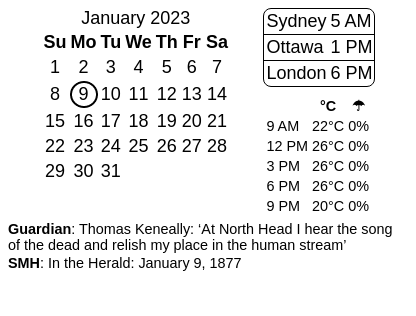 January 2023
Su Mo Tu We Th Fr Sa
1 2 3 4 5 6 7
8 9 10 11 12 13 14
15 16 17 18 19 20 21
22 23 24 25 26 27 28
29 30 31
Sydney 5 AM
Ottawa 1 PM
London 6 PM
°C ☂
9 AM 22°C 0%
12 PM 26°C 0%
3 PM 26°C 0%
6 PM 26°C 0%
9 PM 20°C 0%
Guardian: Thomas Keneally: ‘At North Head I hear the song
of the dead and relish my place in the human stream’
SMH: In the Herald: January 9, 1877